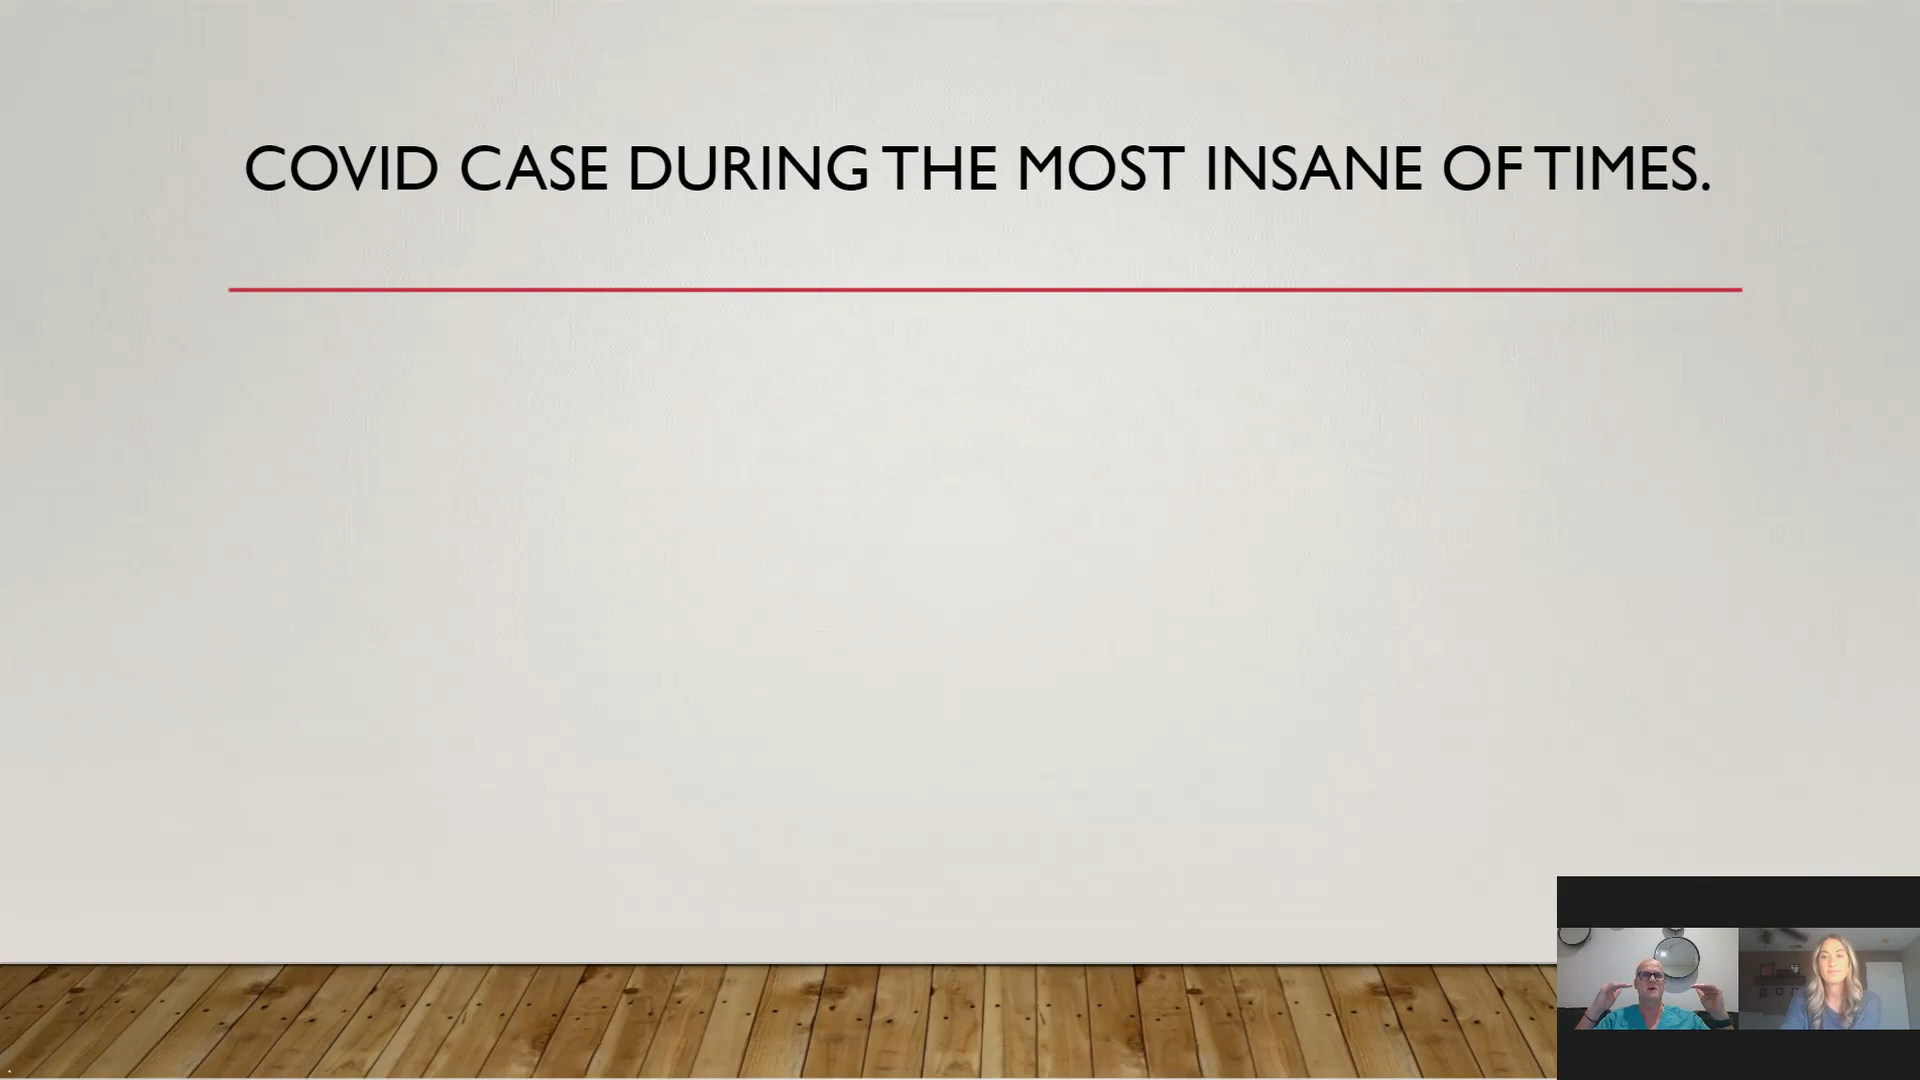 COVID CASE DURING THE MOST INSANE OF TIMES.